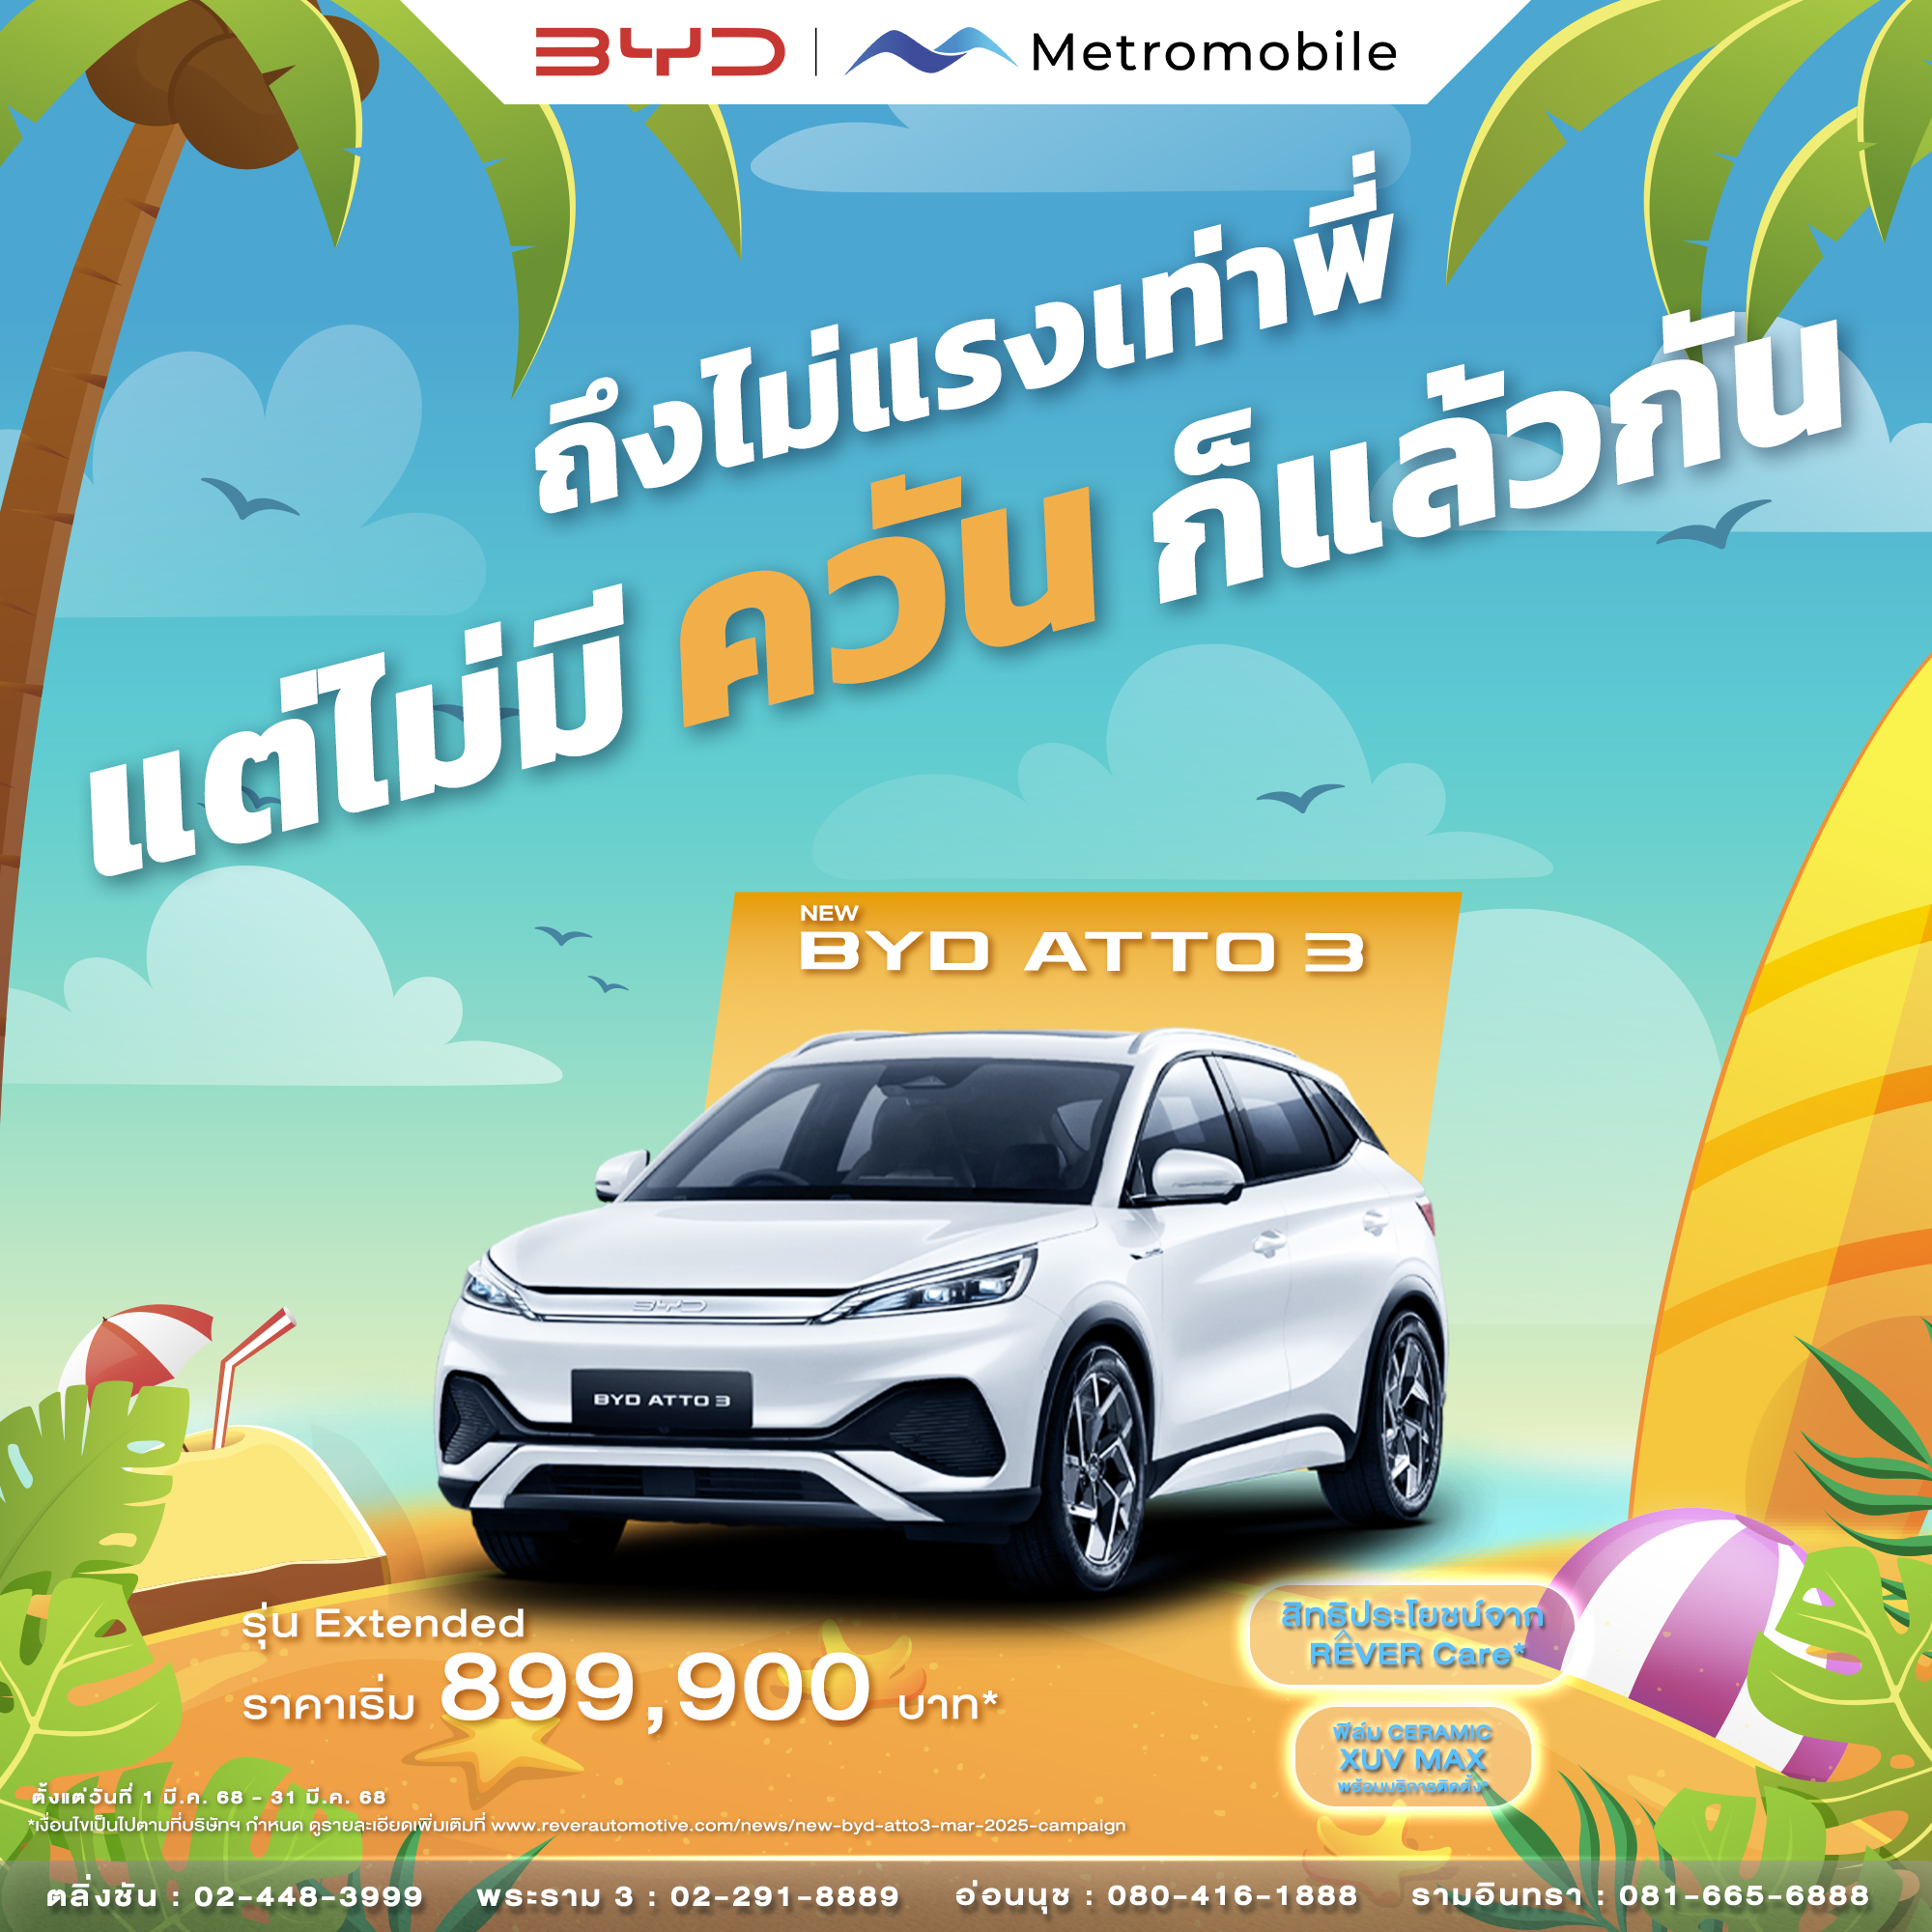 BYD | Metromobile
ถึงไม่แรงเท่าพี่
แต่ไม่มี ควัน ก็แล้วกัน
NEW
BYD ATTO 3
BYD
BYD ATTO 3
รุ่น Extended
ราคาเริ่ม 899,900 บาท*
สิทธิประโยชน์จาก
RÊVER Care*
ฟิล์ม CERAMIC
XUV MAX
พร้อมบริการติดตั้ง*
ตั้งแต่วันที่ 1 มี.ค. 68 - 31 มี.ค. 68
*เงื่อนไขเป็นไปตามที่บริษัทฯ กำหนด ดูรายละเอียดเพิ่มเติมที่ www.reverautomotive.com/news/new-byd-atto3-mar-2025-campaign
ตลิ่งชัน : 02-448-3999 พระราม 3 : 02-291-8889 อ่อนนุช : 080-416-1888 รามอินทรา : 081-665-6888